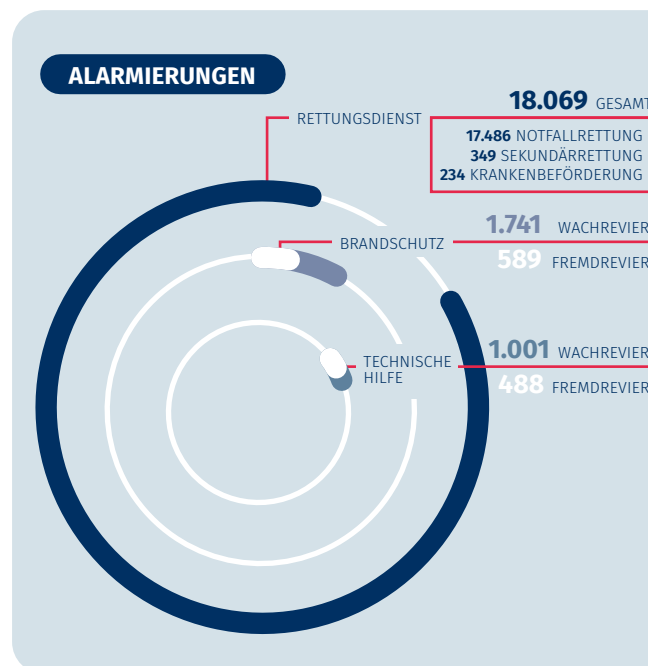 ALARMIERUNGEN
18.069 GESAMT
RETTUNGSDIENST
17.486 NOTFALLRETTUNG
349 SEKUNDÄRRETTUNG
234 KRANKENBEFÖRDERUNG
1.741 WACHREVIER
BRANDSCHUTZ
589 FREMDREVIER
1.001 WACHREVIER
TECHNISCHE
HILFE
488 FREMDREVIER